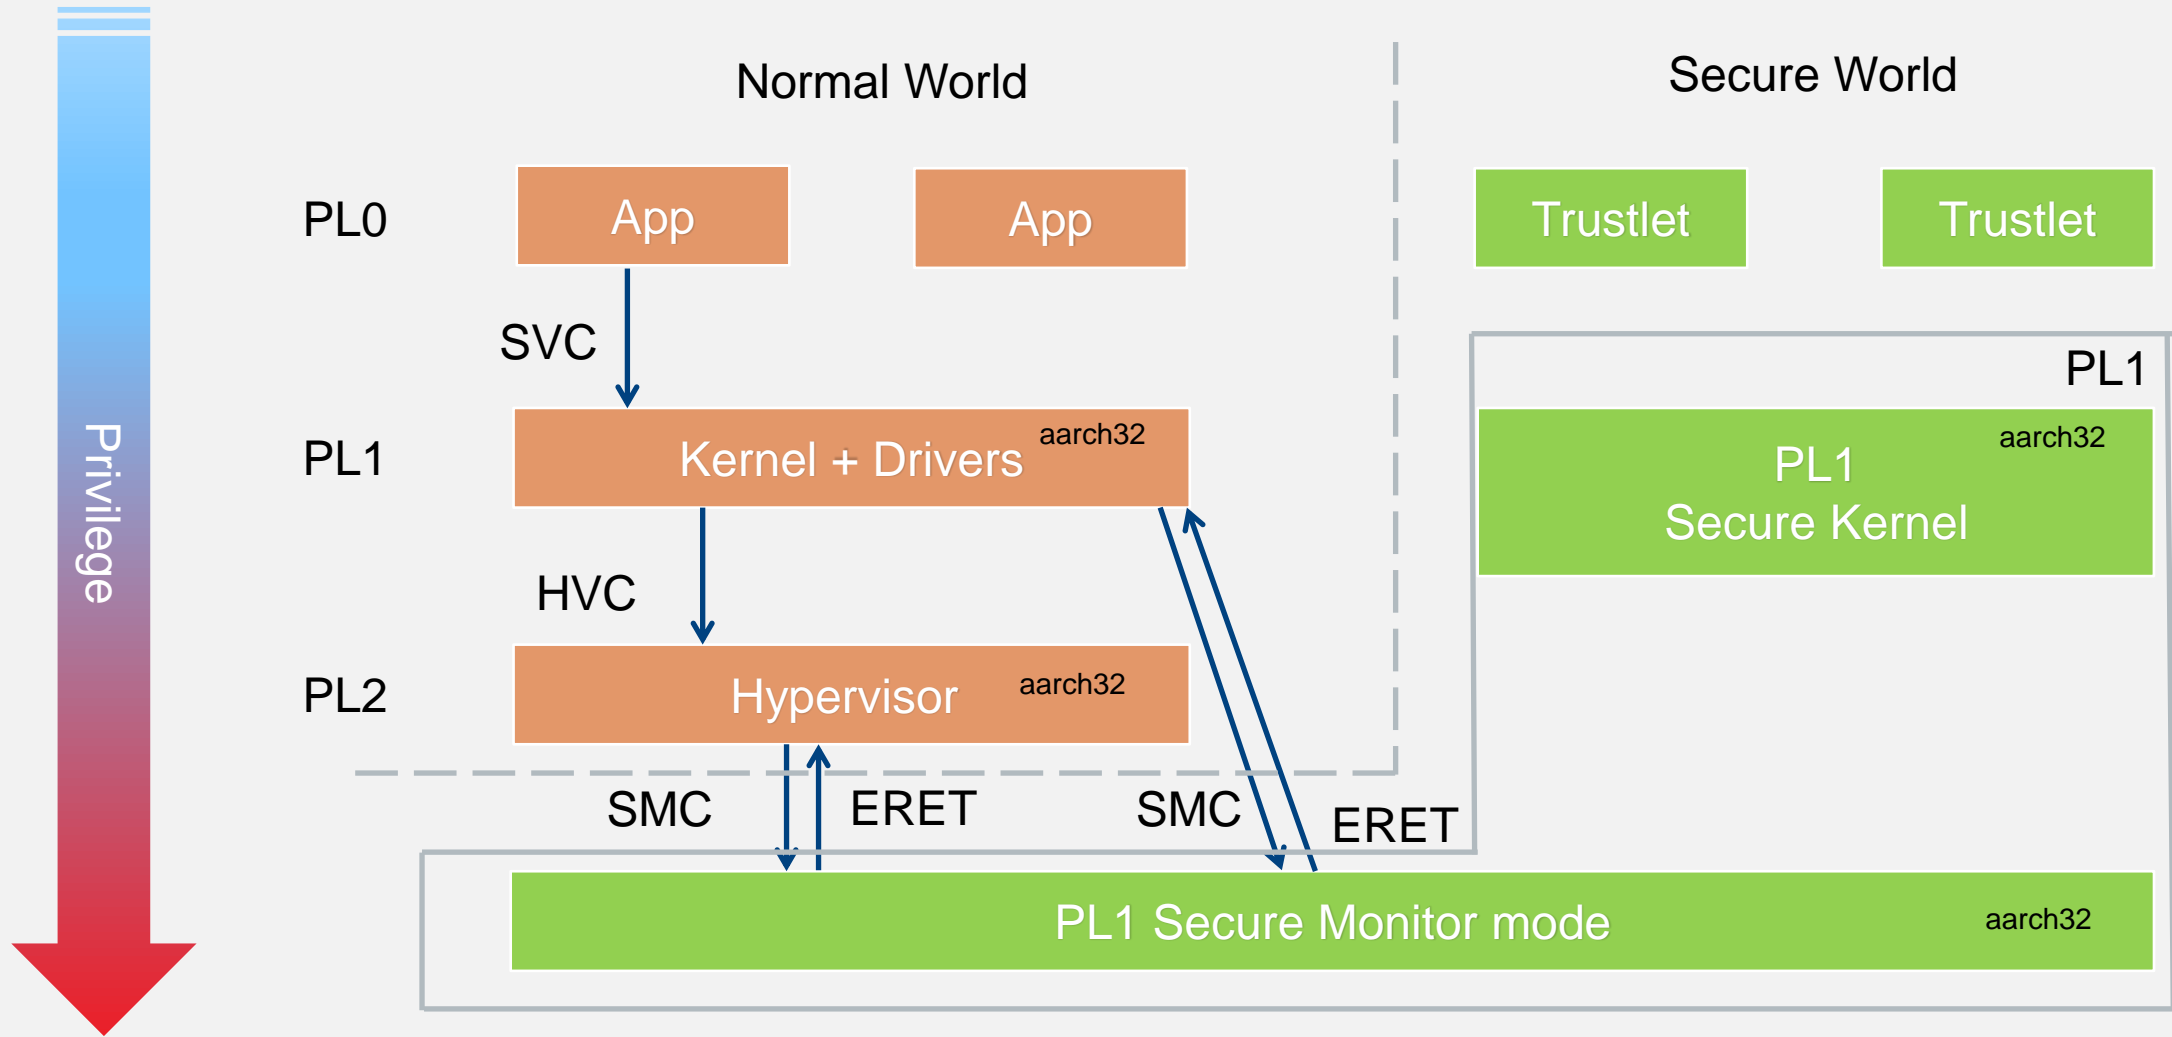 Normal World
Secure World
PL0
App
App
Trustlet
Trustlet
SVC
PL1
Kernel + Drivers
aarch32
PL1
PL1
Secure Kernel
aarch32
Privilege
HVC
PL2
Hypervisor
aarch32
SMC
ERET
SMC
ERET
PL1 Secure Monitor mode
aarch32